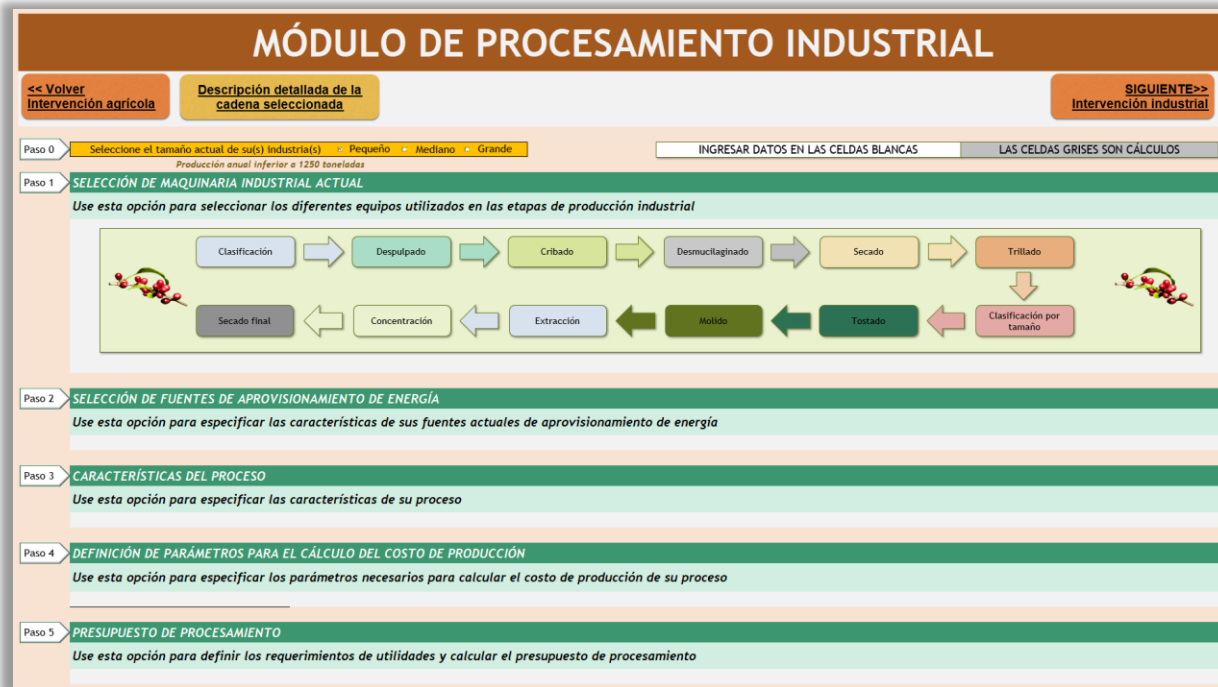 MÓDULO DE PROCESAMIENTO INDUSTRIAL
<< Volver
Intervención agrícola
Descripción detallada de la
cadena seleccionada
SIGUIENTE>>
Intervención industrial
Paso 0
Seleccione el tamaño actual de su(s) industria(s) Pequeño Mediano Grande
INGRESAR DATOS EN LAS CELDAS BLANCAS
LAS CELDAS GRISES SON CÁLCULOS
Producción anual inferior a 1250 toneladas
Paso 1
SELECCIÓN DE MAQUINARIA INDUSTRIAL ACTUAL
Use esta opción para seleccionar los diferentes equipos utilizados en las etapas de producción industrial
Clasificación
Despulpado
Cribado
Desmucilaginado
Secado
Trillado
Secado final
Concentración
Extracción
Molido
Tostado
Clasificación por
tamaño
Paso 2
SELECCIÓN DE FUENTES DE APROVISIONAMIENTO DE ENERGÍA
Use esta opción para especificar las características de sus fuentes actuales de aprovisionamiento de energía
Paso 3
CARACTERÍSTICAS DEL PROCESO
Use esta opción para especificar las características de su proceso
Paso 4
DEFINICIÓN DE PARÁMETROS PARA EL CÁLCULO DEL COSTO DE PRODUCCIÓN
Use esta opción para especificar los parámetros necesarios para calcular el costo de producción de su proceso
Paso 5
PRESUPUESTO DE PROCESAMIENTO
Use esta opción para definir los requerimientos de utilidades y calcular el presupuesto de procesamiento